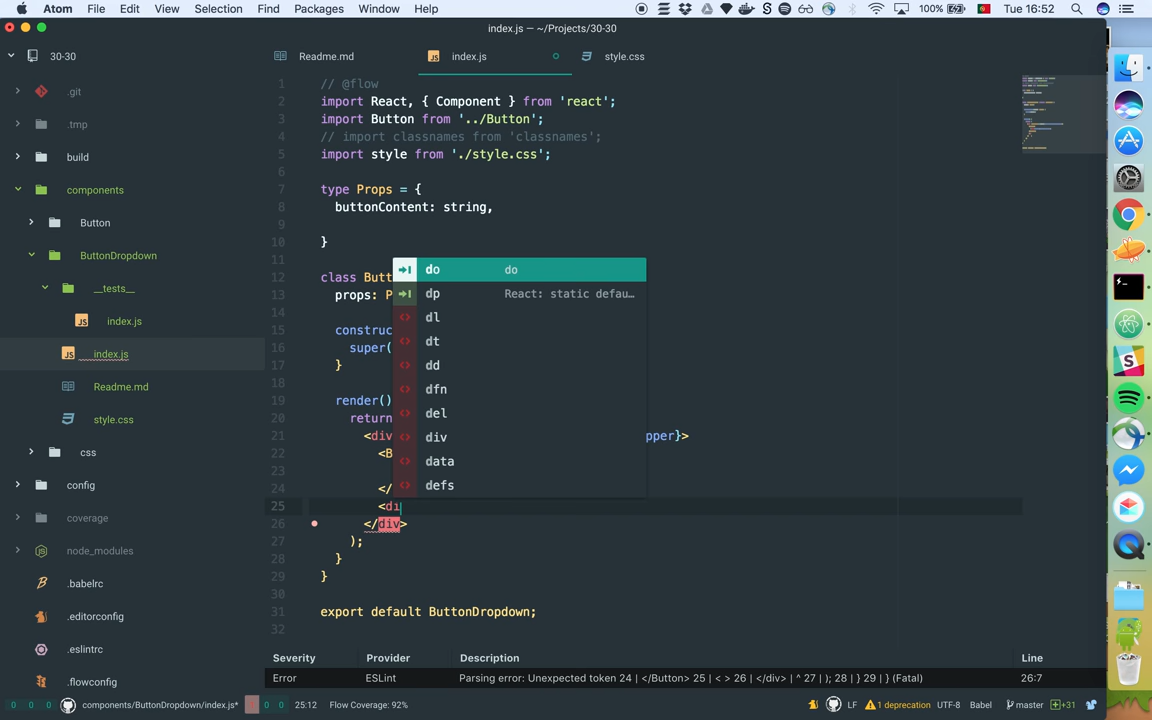 Atom File Edit View Selection Find Packages Window Help 100% Tue 16:52
index.js — ~/Projects/30-30
30-30
Readme.md index.js style.css
.git
.tmp
build
components
Button
ButtonDropdown
__tests__
index.js
index.js
Readme.md
style.css
css
config
coverage
node_modules
.babelrc
.editorconfig
.eslintrc
.flowconfig
1 // @flow
2 import React, { Component } from 'react';
3 import Button from '../Button';
4 // import classnames from 'classnames';
5 import style from './style.css';
6
7 type Props = {
8 buttonContent: string,
9
10 }
11
12 class Butt
13 props: P
14
15 construc
16 super(
17 }
18
19 render()
20 return
21 <div pper}>
22 <B
23
24 </
25 <di
26 </div>
27 );
28 }
29 }
30
31 export default ButtonDropdown;
32
do do
dp React: static defau…
dl
dt
dd
dfn
del
div
data
defs
Severity Provider Description Line
Error ESLint Parsing error: Unexpected token 24 | </Button> 25 | < > 26 | </div> | ^ 27 | ); 28 | } 29 | } (Fatal) 26:7
0 0 0 components/ButtonDropdown/index.js* 0 0 25:12 Flow Coverage: 92% LF 1 deprecation UTF-8 Babel master +31